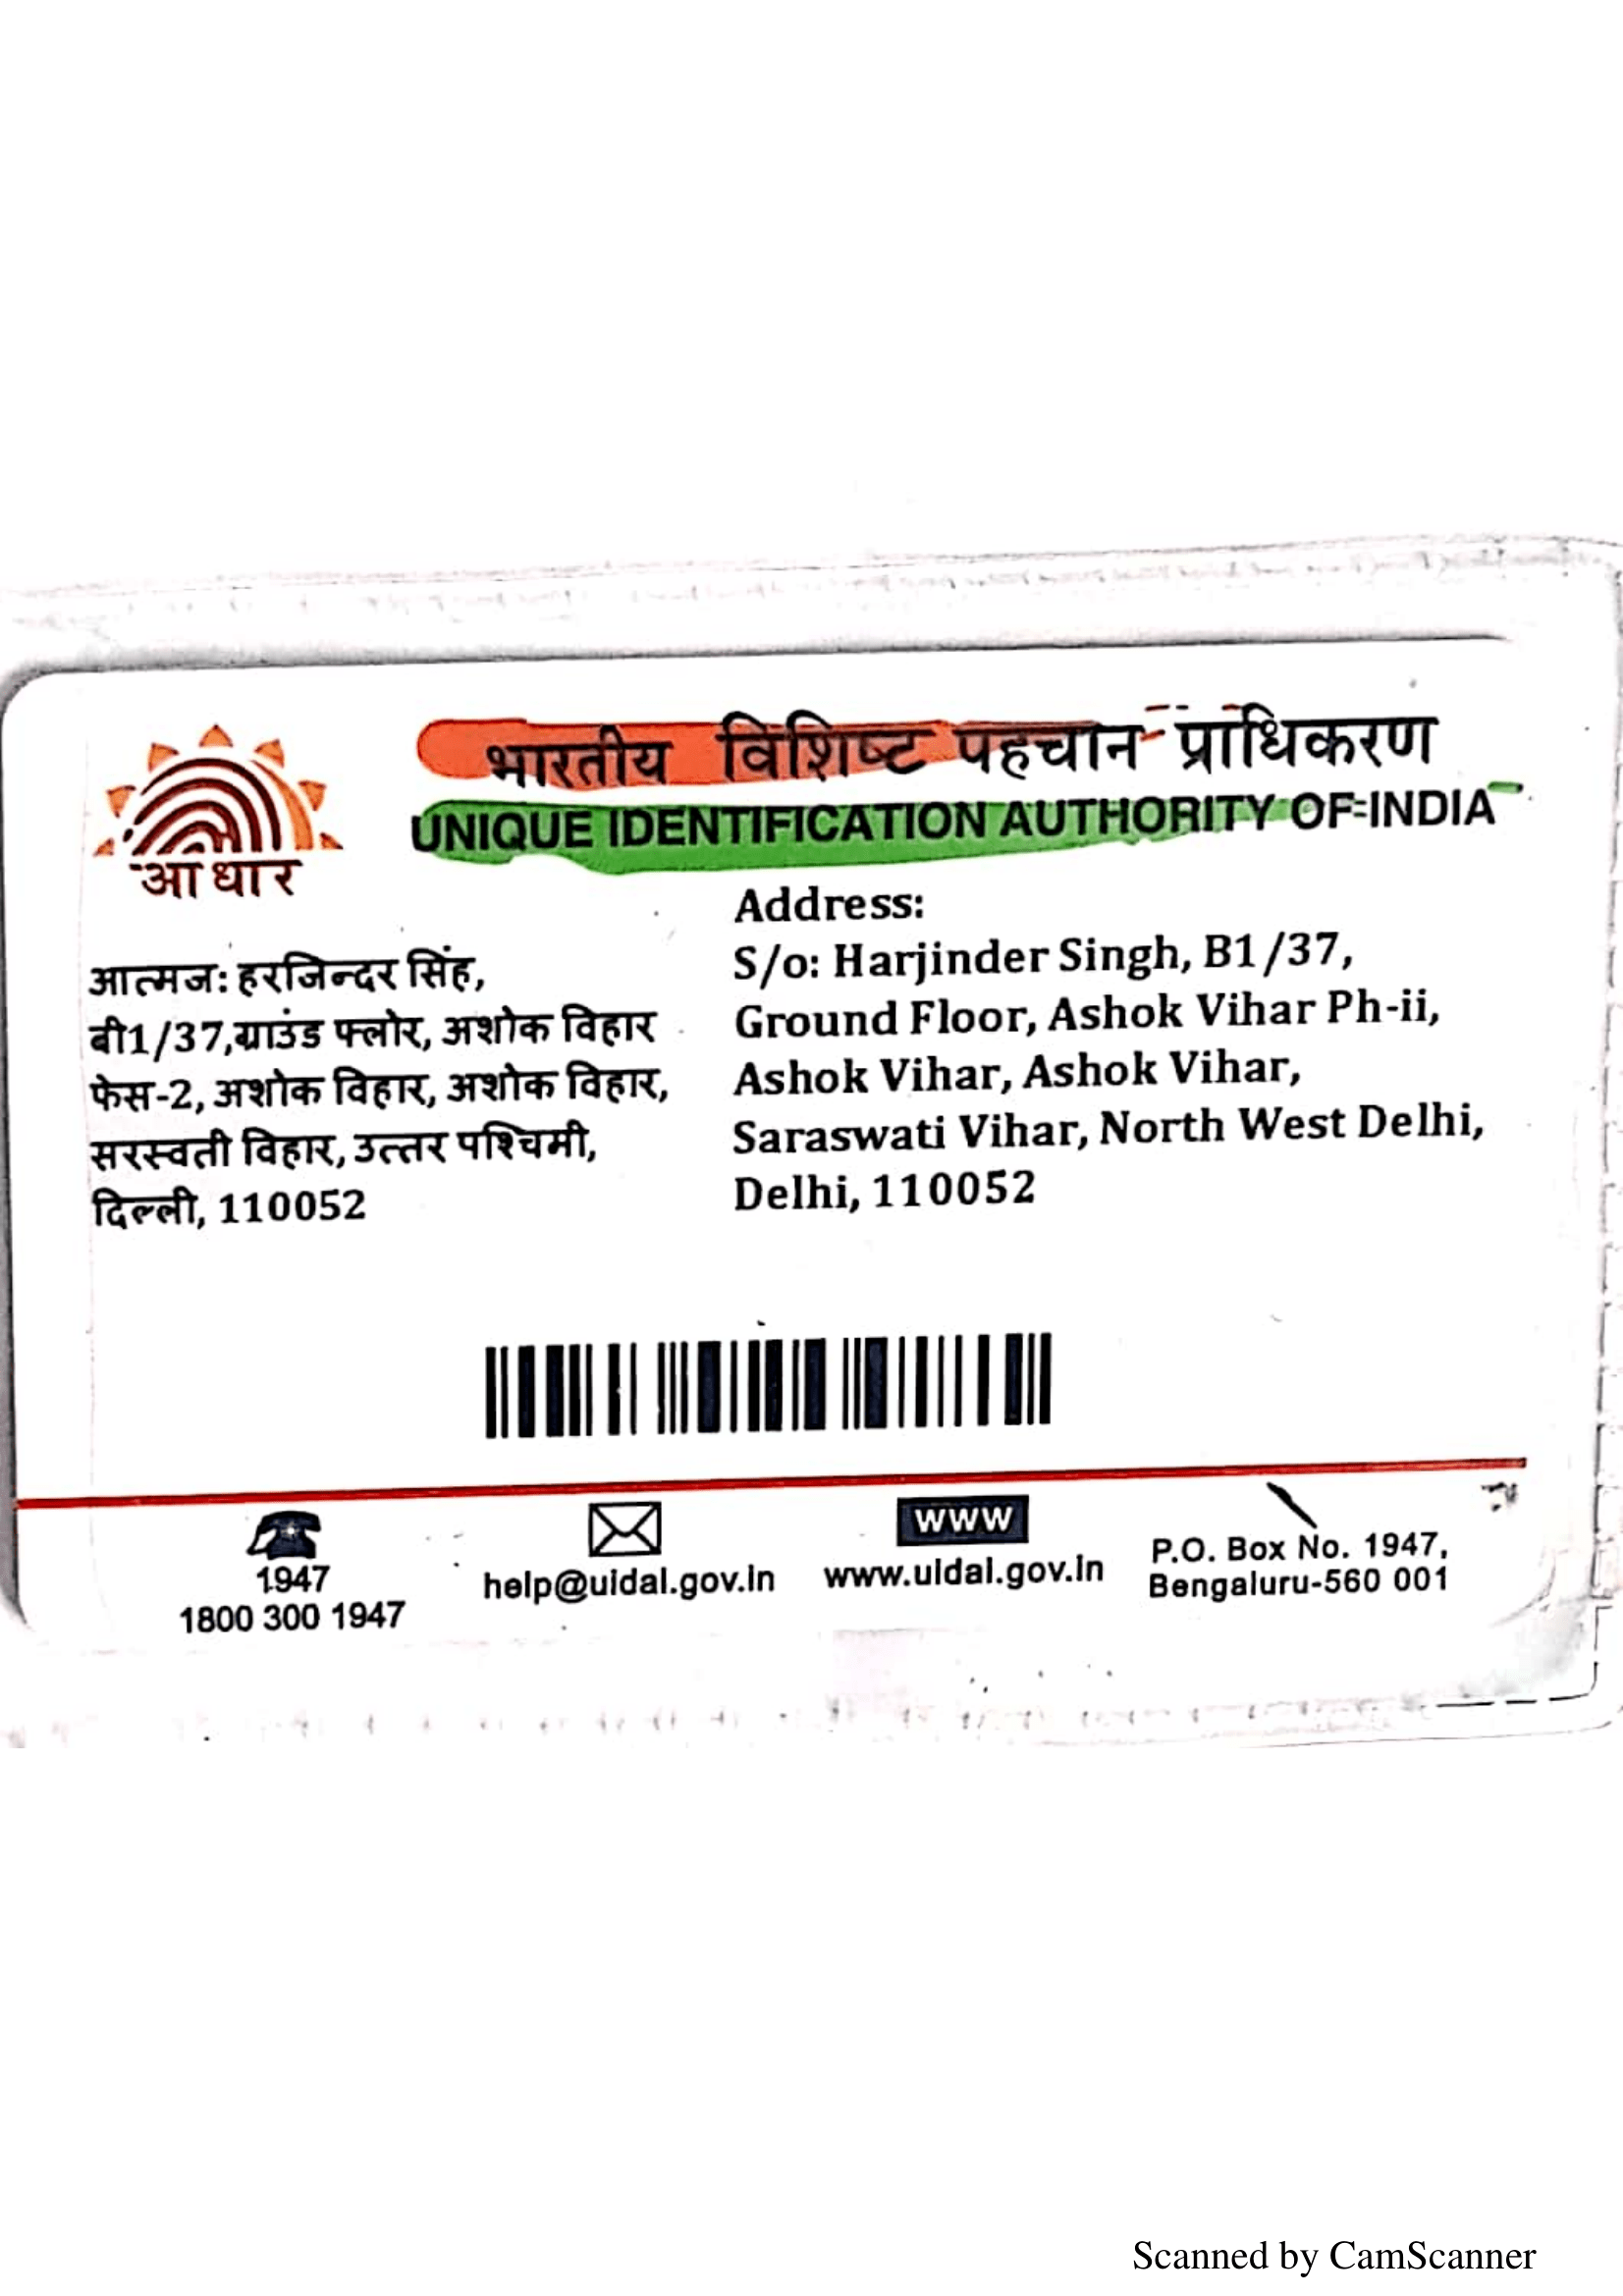 भारतीय विशिष्ट पहचान प्राधिकरण
UNIQUE IDENTIFICATION AUTHORITY OF INDIA
आधार
आत्मज: हरजिन्दर सिंह,
बी1/37,ग्राउंड फ्लोर, अशोक विहार
फेस-2, अशोक विहार, अशोक विहार,
सरस्वती विहार, उत्तर पश्चिमी,
दिल्ली, 110052
Address:
S/o: Harjinder Singh, B1/37,
Ground Floor, Ashok Vihar Ph-ii,
Ashok Vihar, Ashok Vihar,
Saraswati Vihar, North West Delhi,
Delhi, 110052
1947
1800 300 1947
help@uidai.gov.in
WWW
www.uidai.gov.in
P.O. Box No. 1947,
Bengaluru-560 001
Scanned by CamScanner